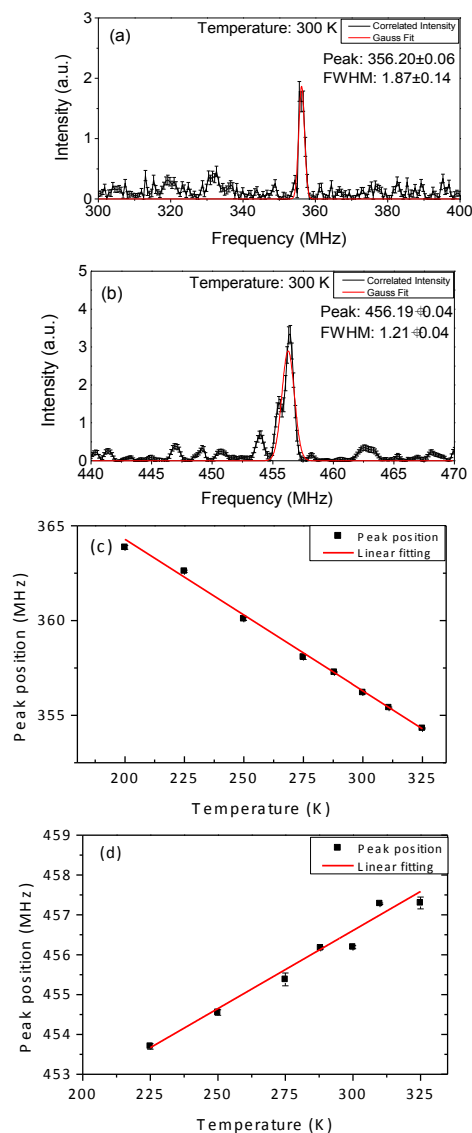 (a)
Temperature: 300 K
Correlated Intensity
Gauss Fit
Peak: 356.20±0.06
FWHM: 1.87±0.14
3
2
1
0
Intensity (a.u.)
300 320 340 360 380 400
Frequency (MHz)
(b)
Temperature: 300 K
Correlated Intensity
Gauss Fit
Peak: 456.19±0.04
FWHM: 1.21±0.04
5
4
3
2
1
0
Intensity (a.u.)
440 445 450 455 460 465 470
Frequency (MHz)
(c)
Peak position
Linear fitting
365
360
355
Peak position (MHz)
200 225 250 275 300 325
Temperature (K)
(d)
Peak position
Linear fitting
459
458
457
456
455
454
453
Peak position (MHz)
200 225 250 275 300 325
Temperature (K)